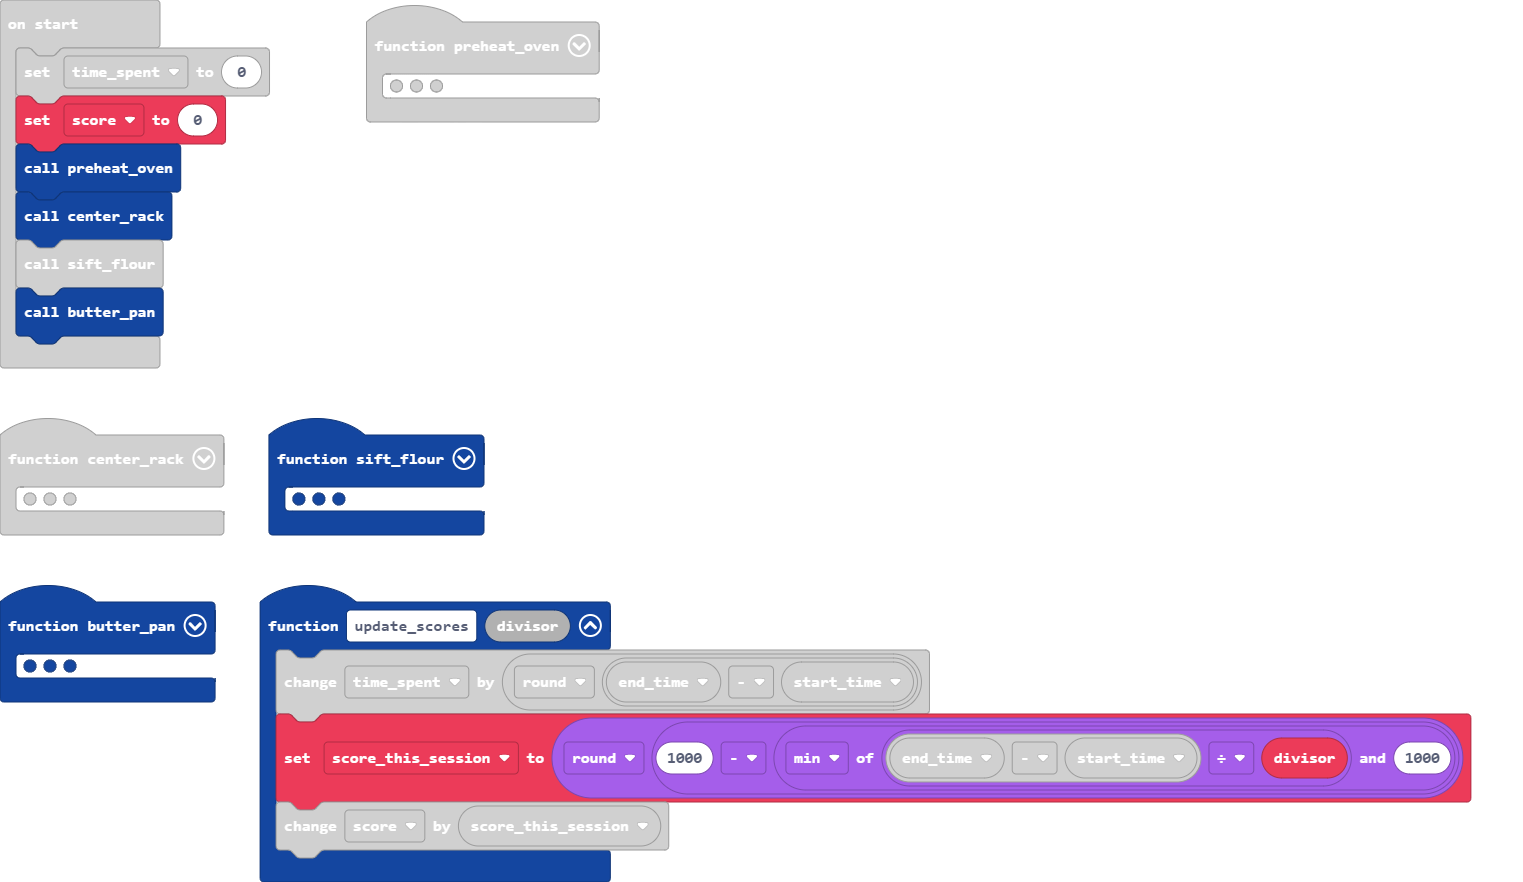 on start
set time_spent to 0
set score to 0
call preheat_oven
call center_rack
call sift_flour
call butter_pan
function preheat_oven
function center_rack
function sift_flour
function butter_pan
function update_scores divisor
change time_spent by round end_time - start_time
set score_this_session to round 1000 - min of end_time - start_time ÷ divisor and 1000
change score by score_this_session